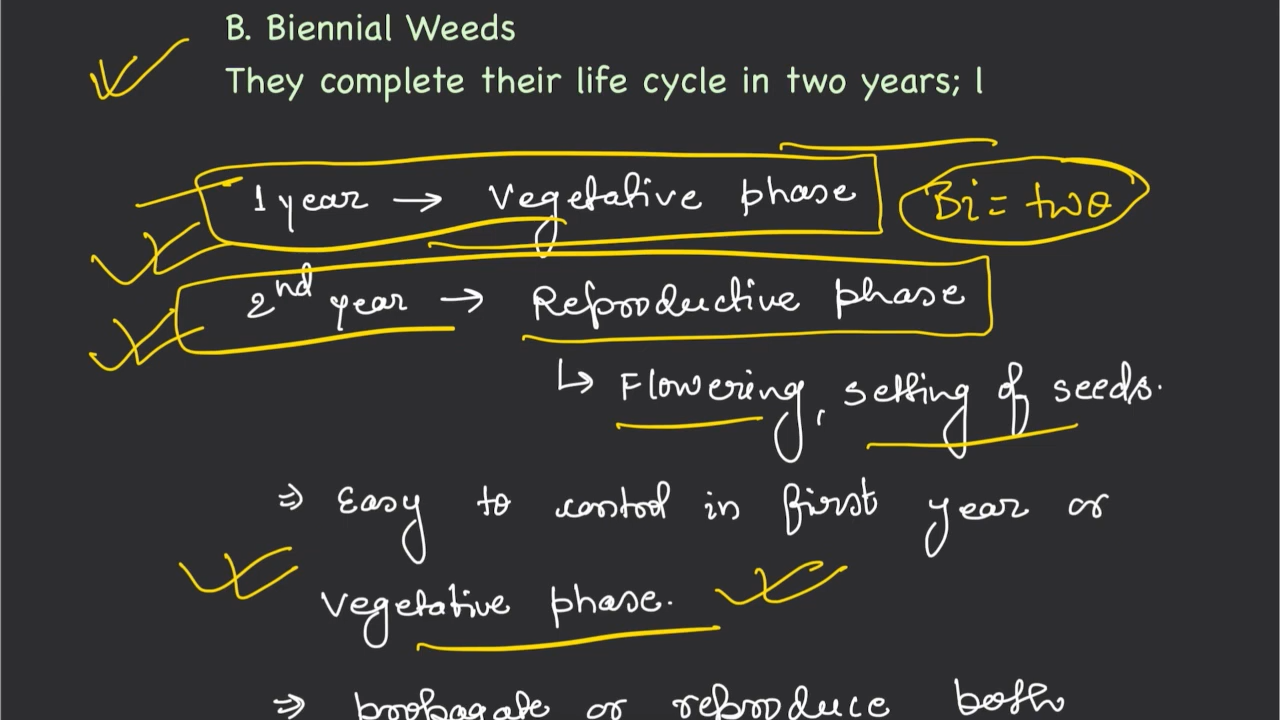 B. Biennial Weeds
They complete their life cycle in two years; l
1 year → Vegetative phase Bi = two
2nd year → Reproductive phase
↳ Flowering, setting of seeds.
⇒ Easy to control in first year or
vegetative phase.
⇒ propagate or reproduce both